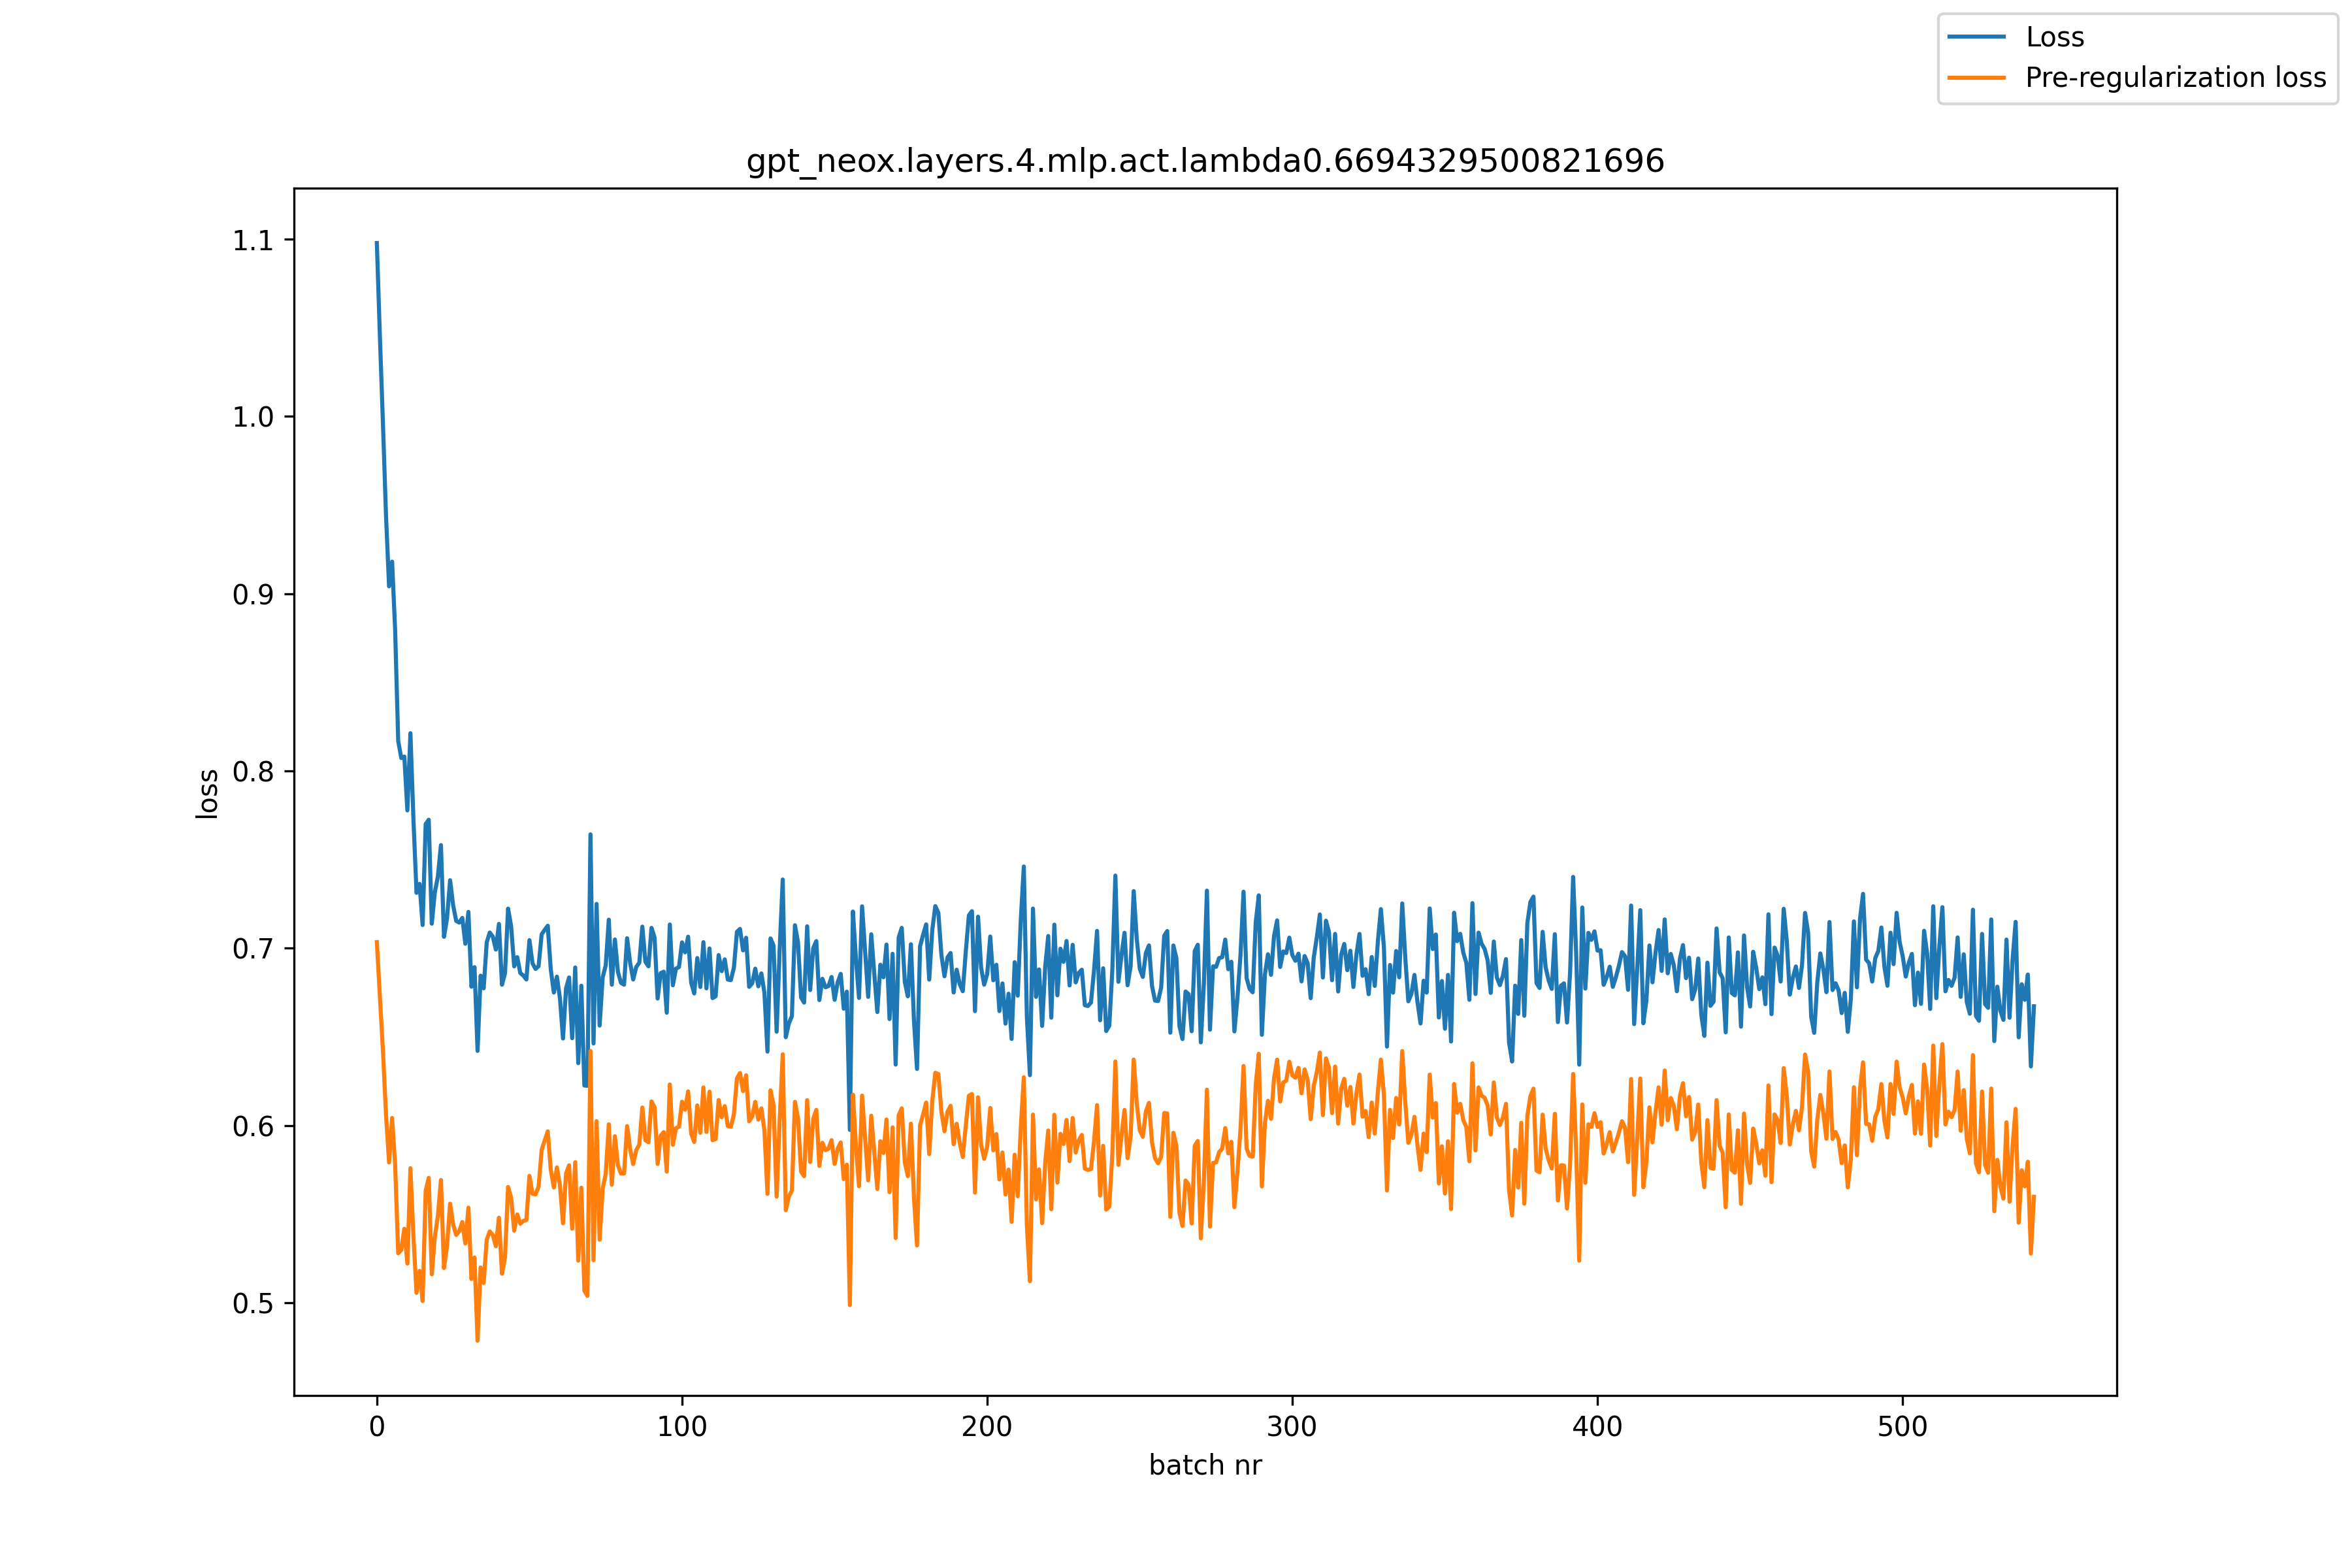 Loss
Pre-regularization loss
gpt_neox.layers.4.mlp.act.lambda0.6694329500821696
1.1
1.0
0.9
0.8
0.7
0.6
0.5
loss
0 100 200 300 400 500
batch nr